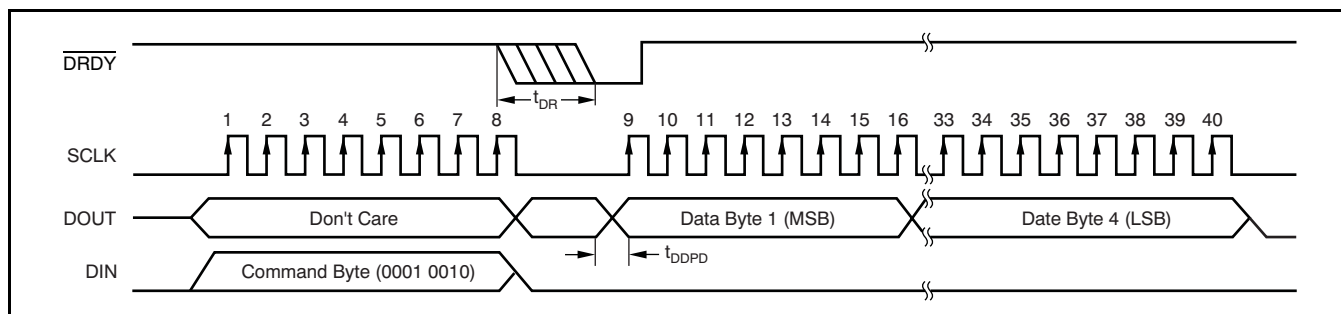 DRDY
tDR
1 2 3 4 5 6 7 8 9 10 11 12 13 14 15 16 33 34 35 36 37 38 39 40
SCLK
DOUT Don't Care Data Byte 1 (MSB) Date Byte 4 (LSB)
tDDPD
DIN Command Byte (0001 0010)